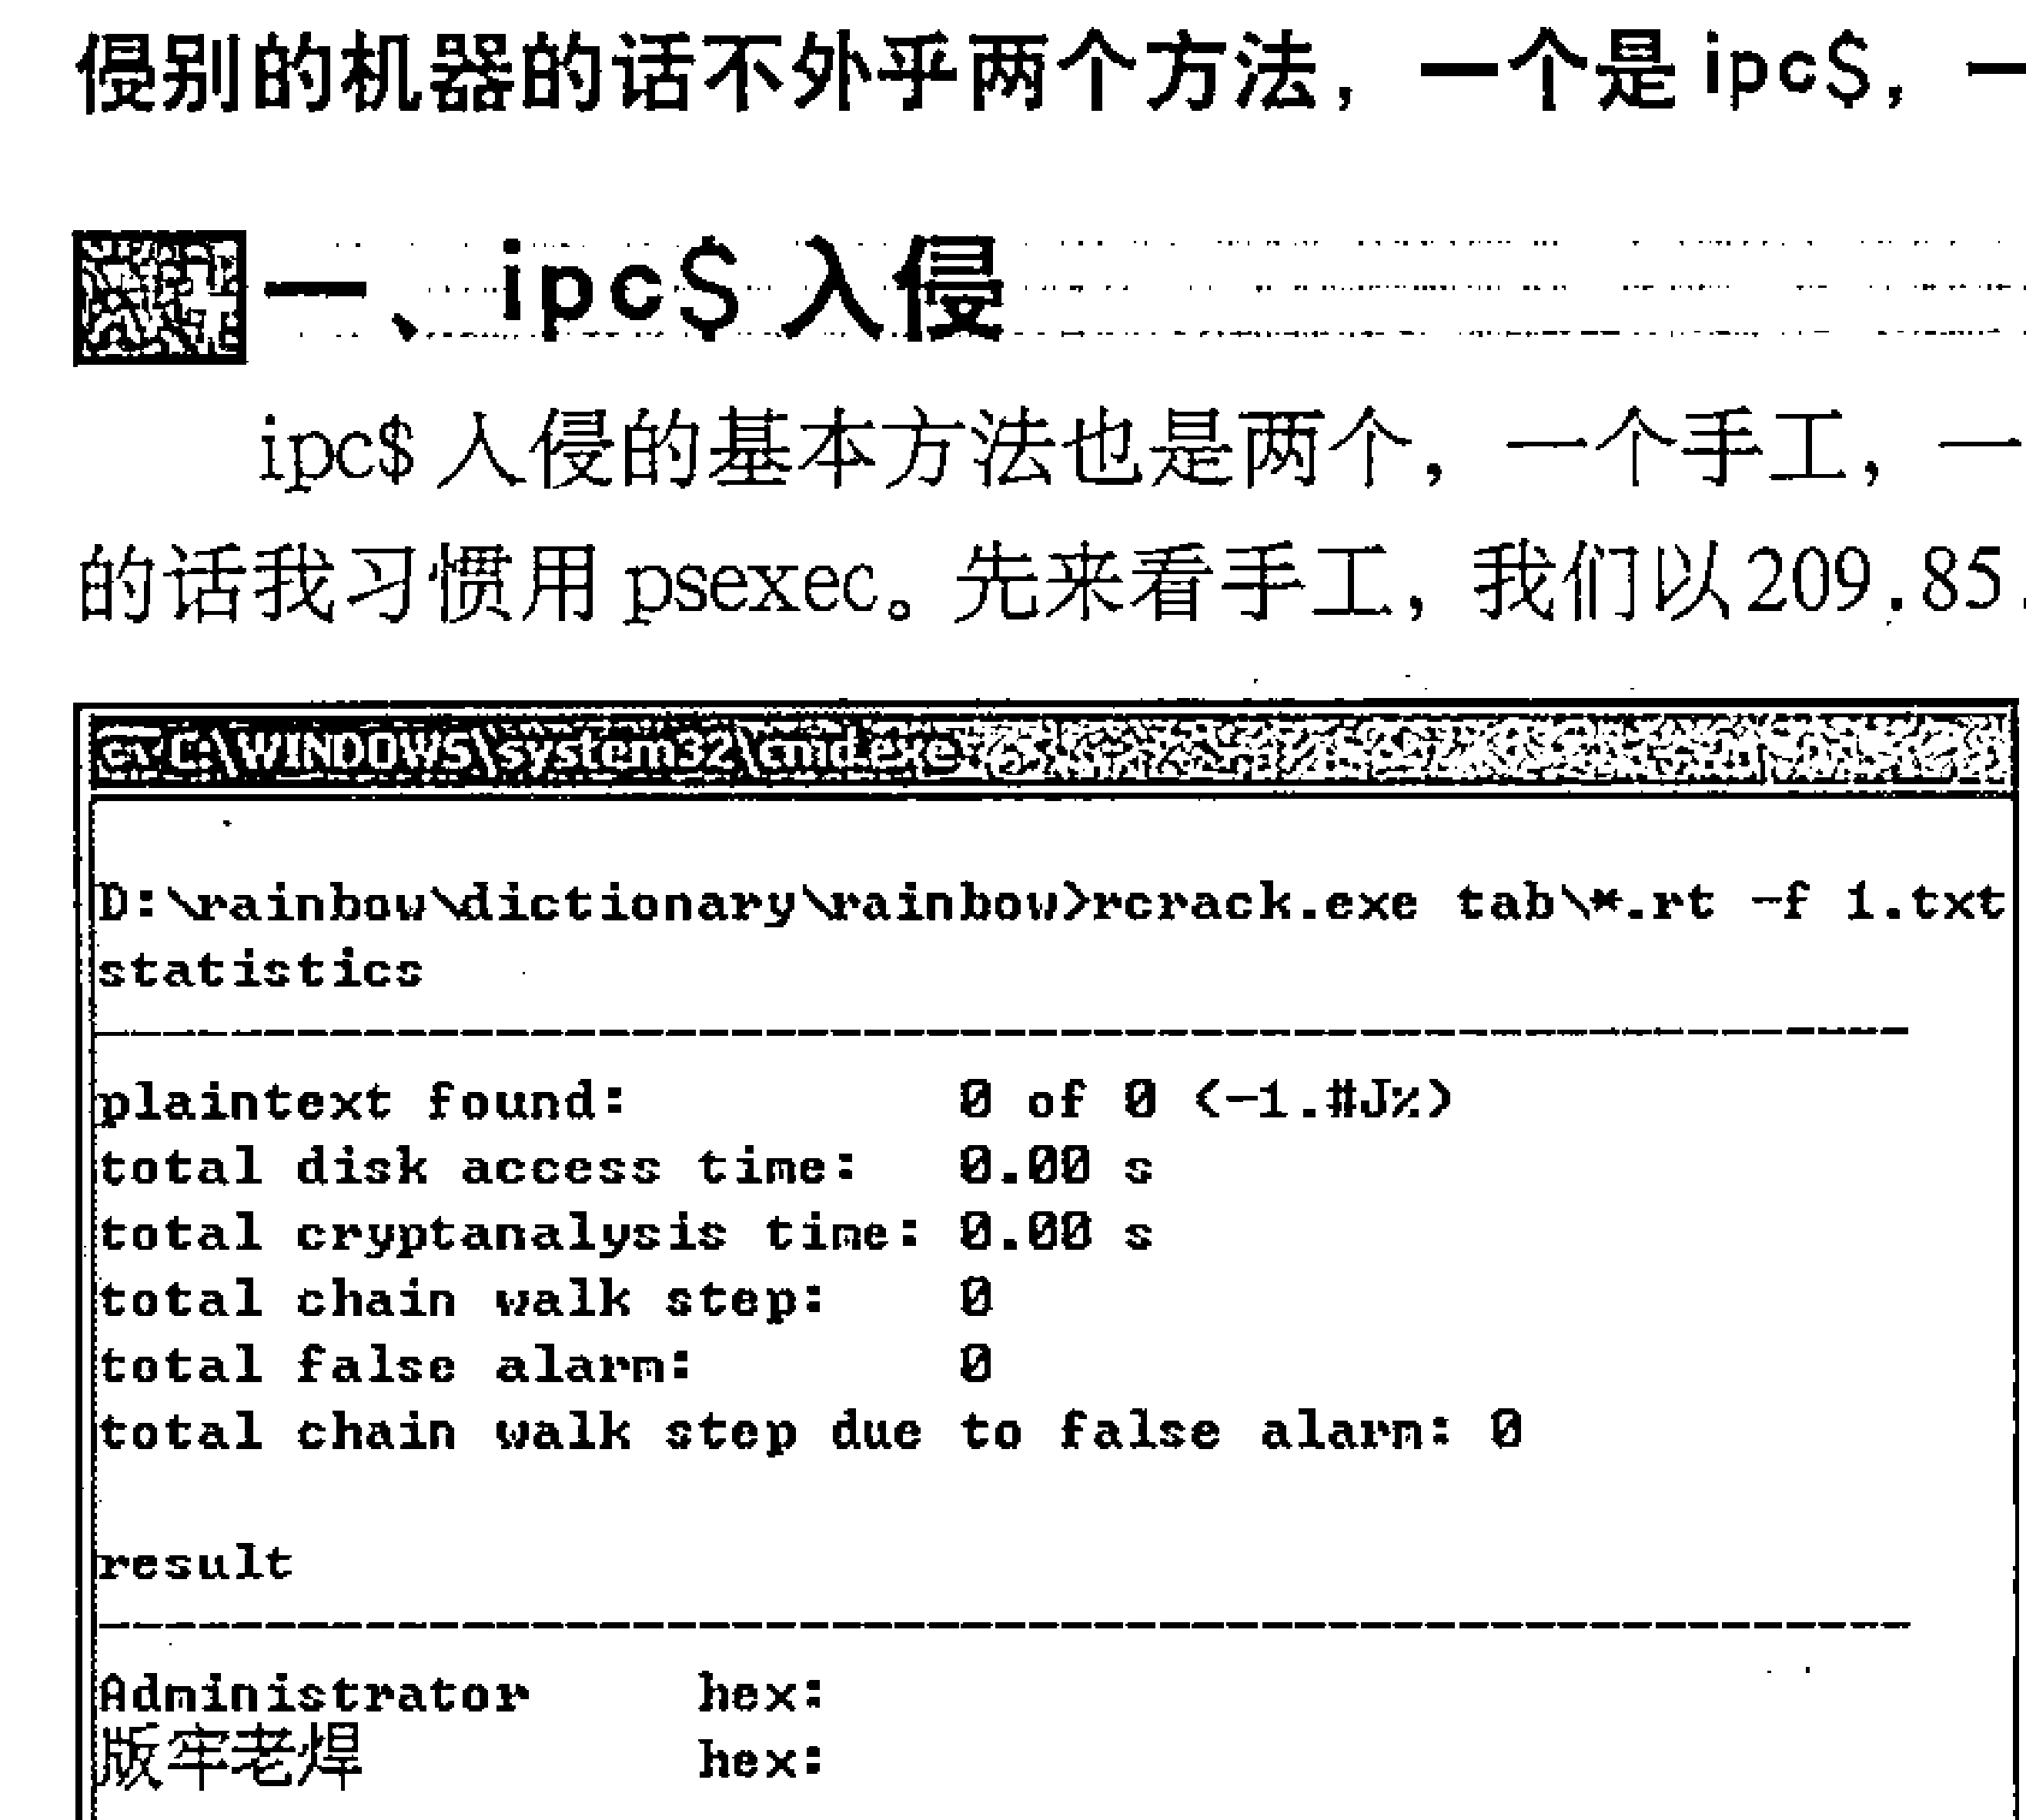 侵别的机器的话不外乎两个方法，一个是ipc$，一
一、ipc$入侵
ipc$入侵的基本方法也是两个，一个手工，一
的话我习惯用psexec。先来看手工，我们以209.85.
C:\WINDOWS\system32\cmd.exe
D:\rainbow\dictionary\rainbow>rcrack.exe tab\*.rt -f 1.txt
statistics
-------------------------------------------------------
plaintext found:          0 of 0 (-1.#J%)
total disk access time:   0.00 s
total cryptanalysis time: 0.00 s
total chain walk step:    0
total false alarm:        0
total chain walk step due to false alarm: 0
result
-------------------------------------------------------
Administrator     hex:
版牢老焊          hex: